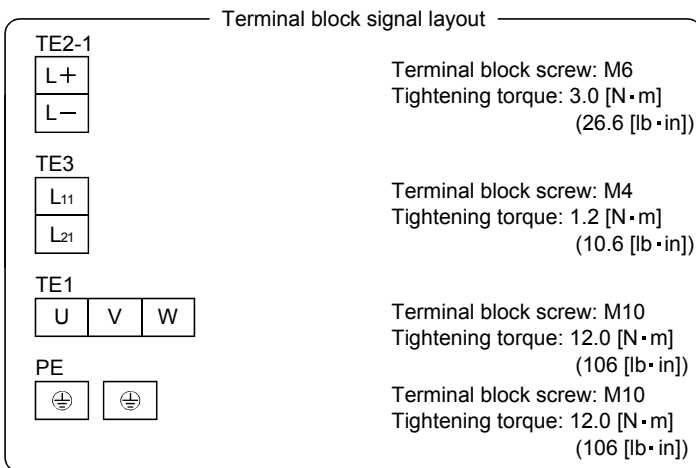 Terminal block signal layout
TE2-1
L+
L−
Terminal block screw: M6
Tightening torque: 3.0 [N▪m]
(26.6 [lb▪in])
TE3
L11
L21
Terminal block screw: M4
Tightening torque: 1.2 [N▪m]
(10.6 [lb▪in])
TE1
U V W
Terminal block screw: M10
Tightening torque: 12.0 [N▪m]
(106 [lb▪in])
PE
Terminal block screw: M10
Tightening torque: 12.0 [N▪m]
(106 [lb▪in])